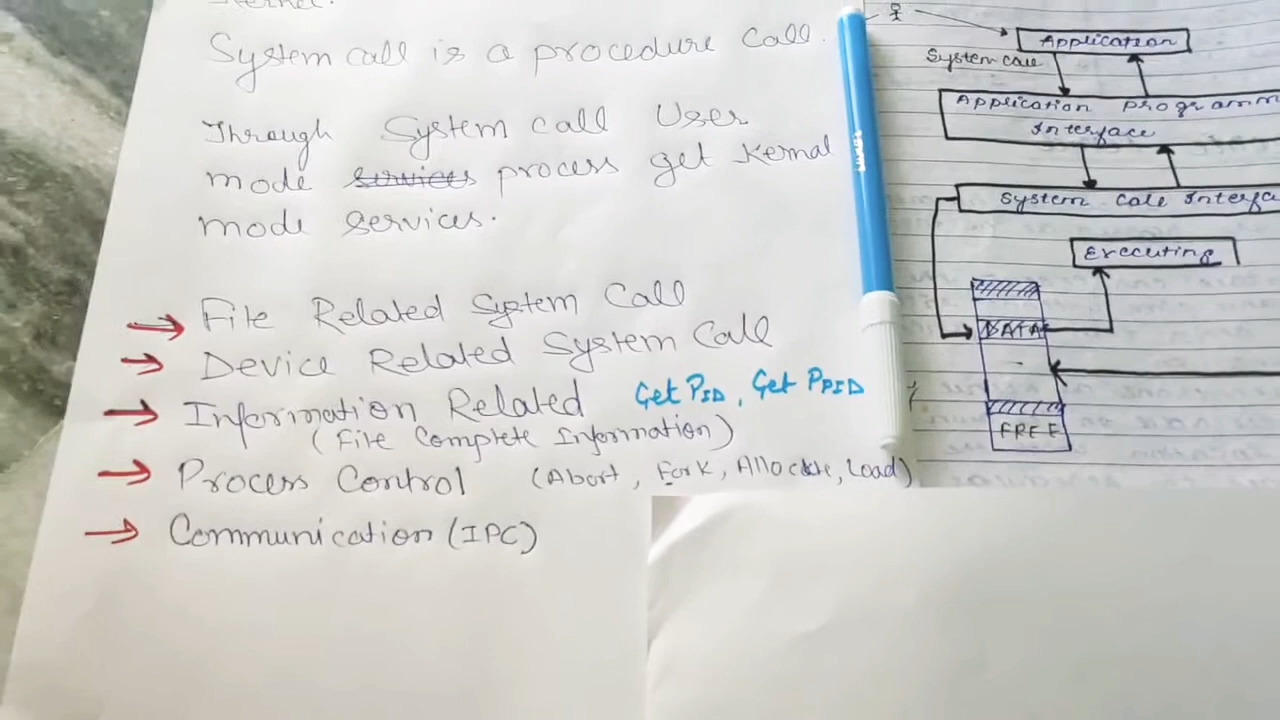 System call is a procedure call.
Through System call User
mode services process get Kernal
mode services.
File Related System Call
Device Related System Call
Information Related Get PID, Get PPID
(File Complete Information)
Process Control (Abort, Fork, Allocate, Load)
Communication (IPC)
Application
System call
Application programm
Interface
System call Interfa
Executing
DATA
FREE